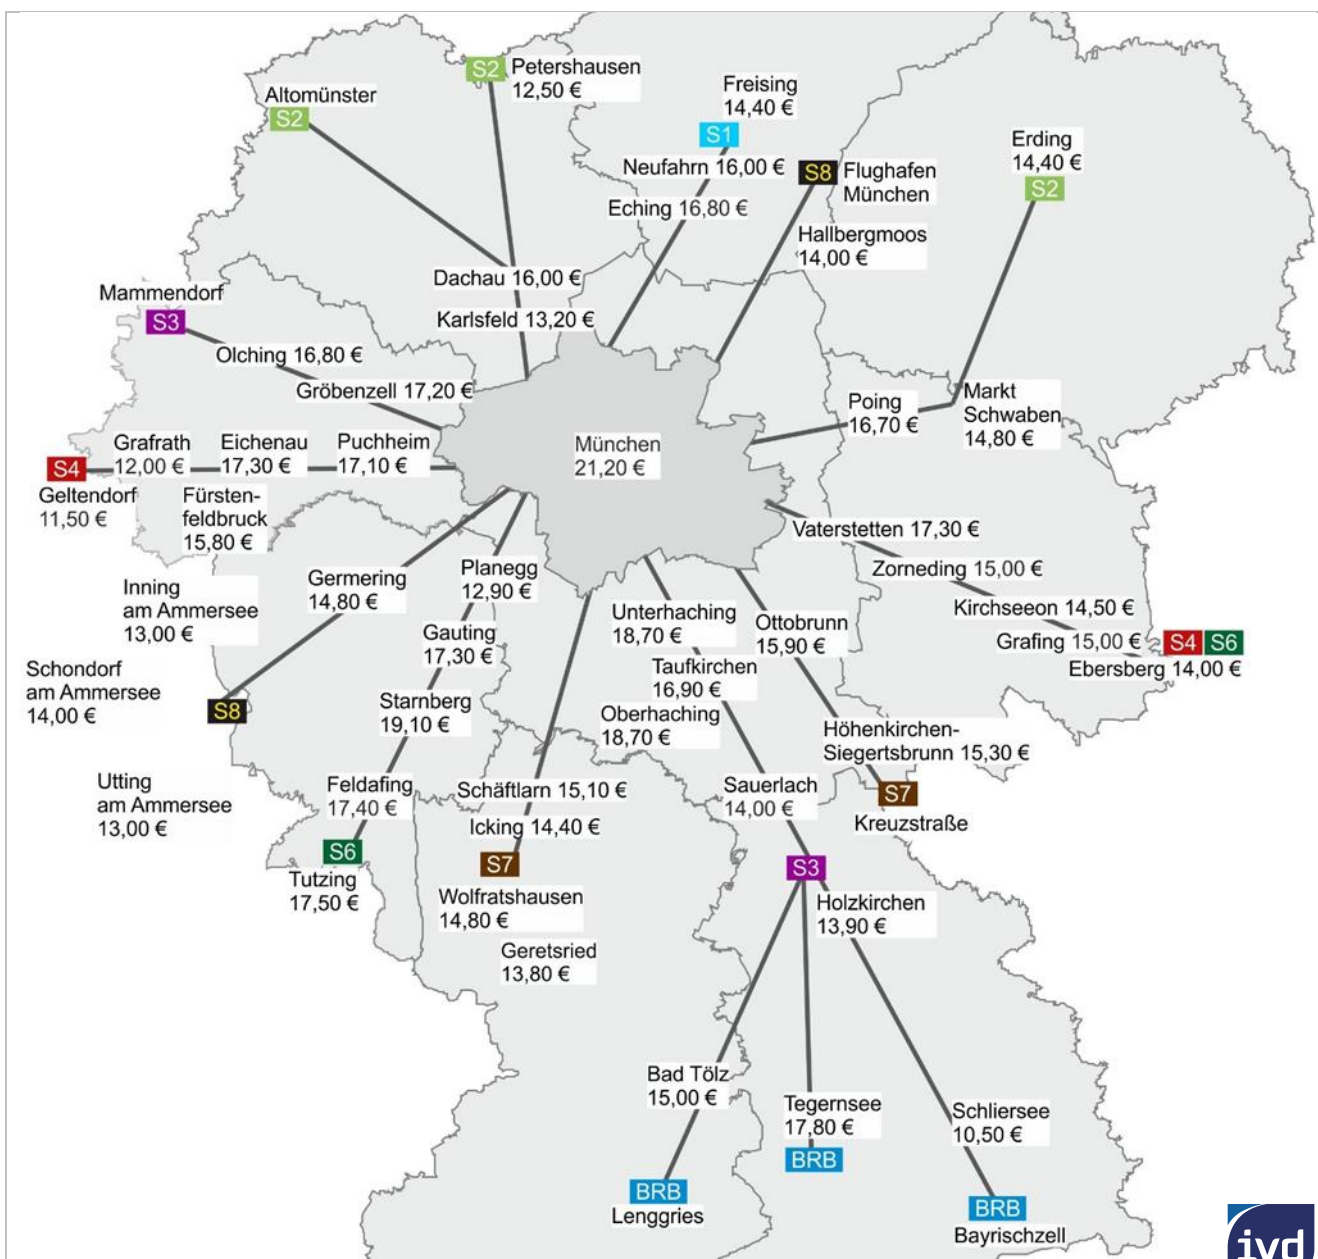 Petershausen
12,50 €
S2
Altomünster
S2
Freising
14,40 €
S1
Neufahrn 16,00 €
Eching 16,80 €
S8
Flughafen
München
Hallbergmoos
14,00 €
Erding
14,40 €
S2
Dachau 16,00 €
Karlsfeld 13,20 €
Mammendorf
S3
Olching 16,80 €
Gröbenzell 17,20 €
Poing
16,70 €
Markt
Schwaben
14,80 €
München
21,20 €
S4
Geltendorf
11,50 €
Grafrath
12,00 €
Eichenau
17,30 €
Puchheim
17,10 €
Fürsten-
feldbruck
15,80 €
Vaterstetten 17,30 €
Zorneding 15,00 €
Kirchseeon 14,50 €
Grafing 15,00 €
S4
S6
Ebersberg 14,00 €
Inning
am Ammersee
13,00 €
Germering
14,80 €
Planegg
12,90 €
Gauting
17,30 €
Starnberg
19,10 €
Unterhaching
18,70 €
Taufkirchen
16,90 €
Oberhaching
18,70 €
Ottobrunn
15,90 €
Schondorf
am Ammersee
14,00 €
S8
Höhenkirchen-
Siegertsbrunn 15,30 €
S7
Kreuzstraße
Utting
am Ammersee
13,00 €
Feldafing
17,40 €
S6
Tutzing
17,50 €
Schäftlarn 15,10 €
Icking 14,40 €
S7
Wolfratshausen
14,80 €
Geretsried
13,80 €
Sauerlach
14,00 €
S3
Holzkirchen
13,90 €
Bad Tölz
15,00 €
Tegernsee
17,80 €
BRB
Schliersee
10,50 €
BRB
Lenggries
BRB
Bayrischzell
ivd